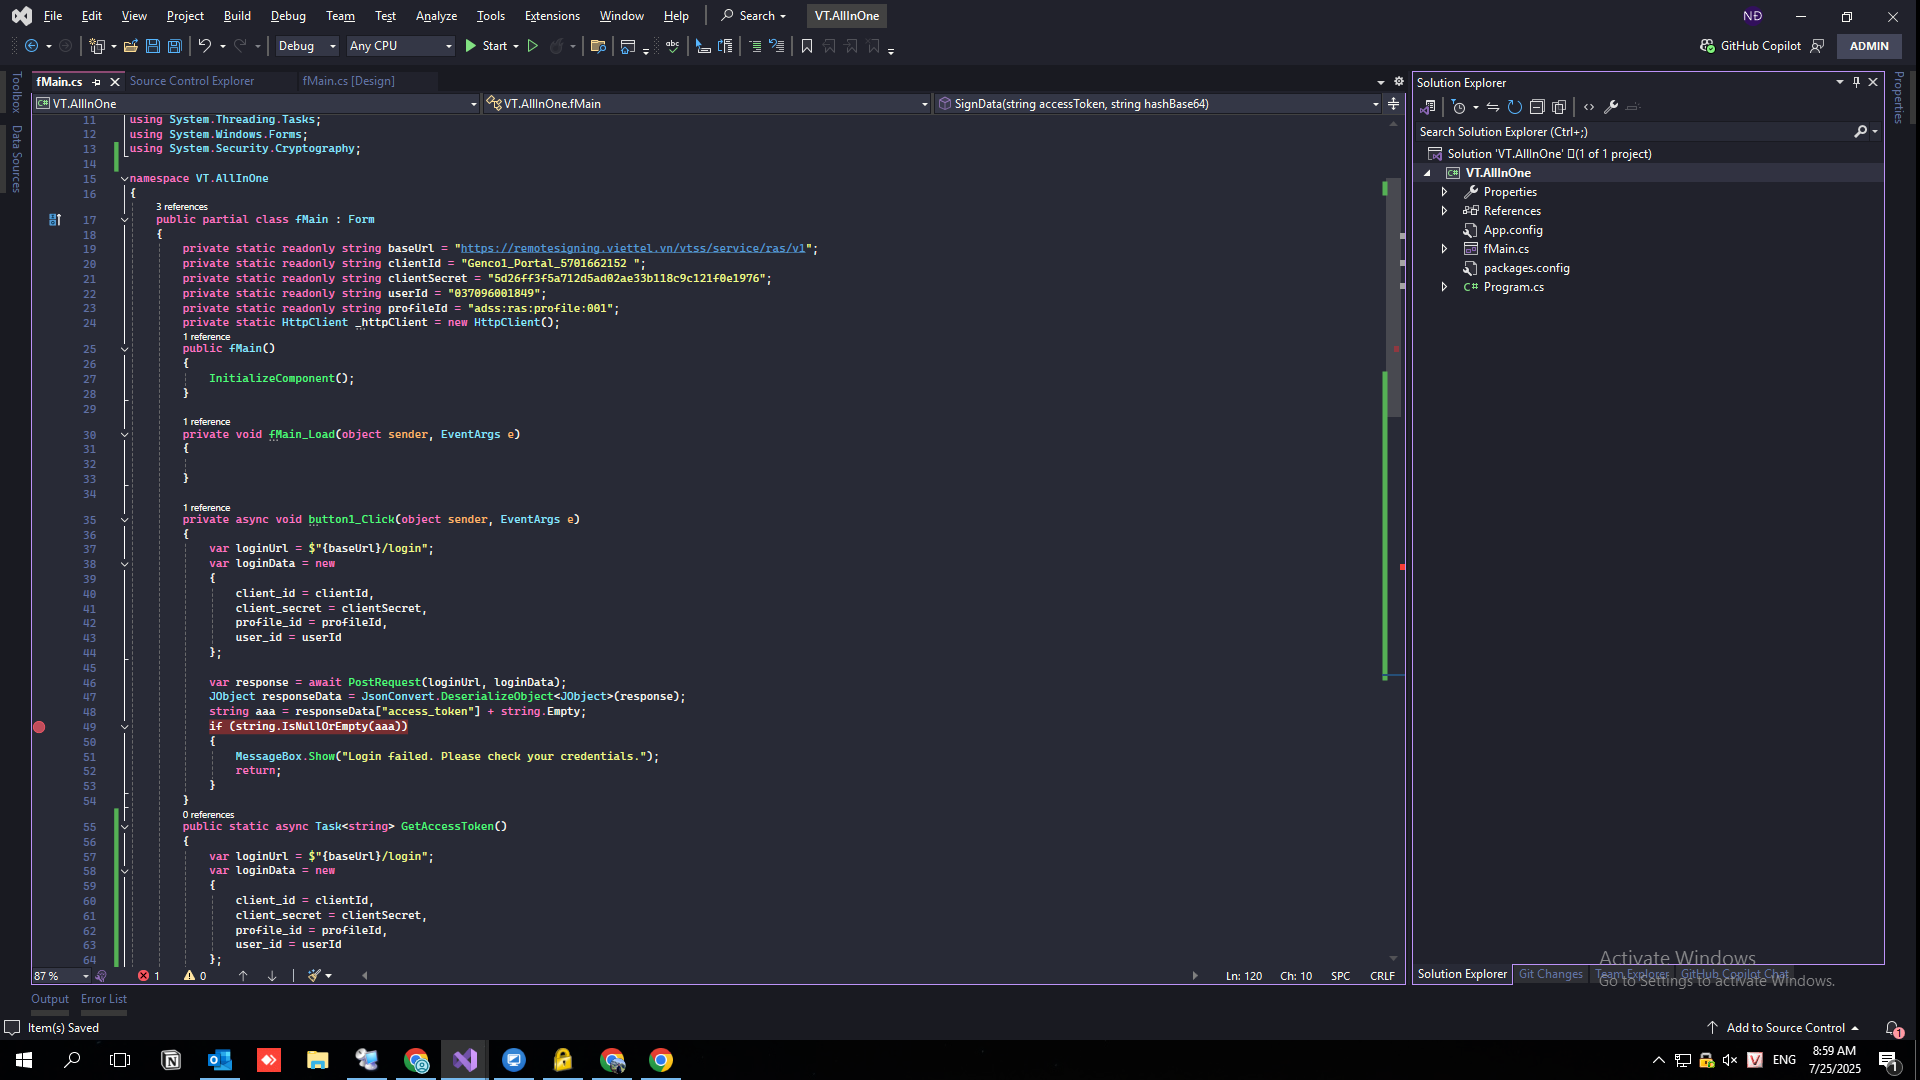 File Edit View Project Build Debug Team Test Analyze Tools Extensions Window Help Search VT.AllInOne NĐ
Debug Any CPU Start GitHub Copilot ADMIN
fMain.cs Source Control Explorer fMain.cs [Design]
VT.AllInOne VT.AllInOne.fMain SignData(string accessToken, string hashBase64)
Toolbox
Data Sources
11 using System.Threading.Tasks;
12 using System.Windows.Forms;
13 using System.Security.Cryptography;
14
15 namespace VT.AllInOne
16 {
3 references
17 public partial class fMain : Form
18 {
19 private static readonly string baseUrl = "https://remotesigning.viettel.vn/vtss/service/ras/v1";
20 private static readonly string clientId = "Genco1_Portal_5701662152 ";
21 private static readonly string clientSecret = "5d26ff3f5a712d5ad02ae33b118c9c121f0e1976";
22 private static readonly string userId = "037096001849";
23 private static readonly string profileId = "adss:ras:profile:001";
24 private static HttpClient _httpClient = new HttpClient();
1 reference
25 public fMain()
26 {
27 InitializeComponent();
28 }
29
1 reference
30 private void fMain_Load(object sender, EventArgs e)
31 {
32
33 }
34
1 reference
35 private async void button1_Click(object sender, EventArgs e)
36 {
37 var loginUrl = $"{baseUrl}/login";
38 var loginData = new
39 {
40 client_id = clientId,
41 client_secret = clientSecret,
42 profile_id = profileId,
43 user_id = userId
44 };
45
46 var response = await PostRequest(loginUrl, loginData);
47 JObject responseData = JsonConvert.DeserializeObject<JObject>(response);
48 string aaa = responseData["access_token"] + string.Empty;
49 if (string.IsNullOrEmpty(aaa))
50 {
51 MessageBox.Show("Login failed. Please check your credentials.");
52 return;
53 }
54 }
0 references
55 public static async Task<string> GetAccessToken()
56 {
57 var loginUrl = $"{baseUrl}/login";
58 var loginData = new
59 {
60 client_id = clientId,
61 client_secret = clientSecret,
62 profile_id = profileId,
63 user_id = userId
64 };
87 % 1 0 Ln: 120 Ch: 10 SPC CRLF
Solution Explorer
Search Solution Explorer (Ctrl+;)
Solution 'VT.AllInOne' (1 of 1 project)
VT.AllInOne
Properties
References
App.config
fMain.cs
packages.config
Program.cs
Properties
Solution Explorer Git Changes Team Explorer GitHub Copilot Chat
Activate Windows
Go to Settings to activate Windows.
Output Error List
Item(s) Saved Add to Source Control 1
ENG 8:59 AM
7/25/2025 1